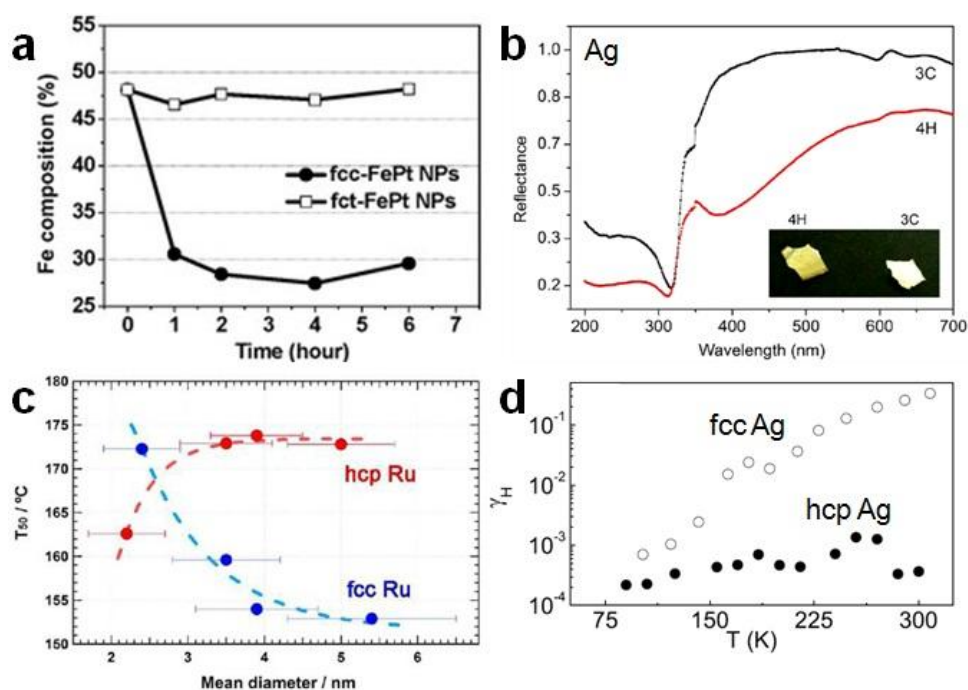 a
55
50
45
40
35
30
25
Fe composition (%)
fcc-FePt NPs
fct-FePt NPs
0 1 2 3 4 5 6 7
Time (hour)
b
Ag
1.0
0.9
0.7
0.5
0.3
0.2
Reflectance
3C
4H
4H 3C
200 300 400 500 600 700
Wavelength (nm)
c
180
175
170
165
160
155
150
T50 / ºC
hcp Ru
fcc Ru
2 3 4 5 6
Mean diameter / nm
d
10-1
10-2
10-3
10-4
γH
fcc Ag
hcp Ag
75 150 225 300
T (K)